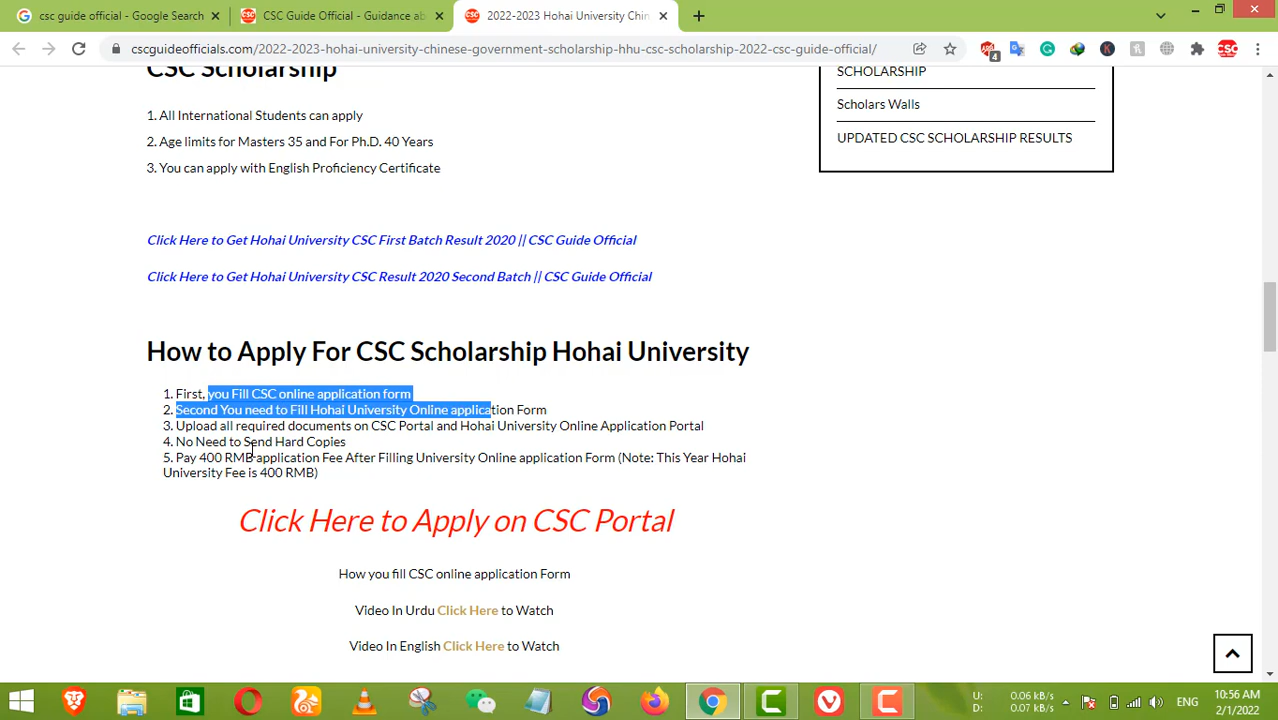 csc guide official - Google Search
CSC Guide Official - Guidance ab
2022-2023 Hohai University Chin
cscguideofficials.com/2022-2023-hohai-university-chinese-government-scholarship-hhu-csc-scholarship-2022-csc-guide-official/
CSC Scholarship
1. All International Students can apply
2. Age limits for Masters 35 and For Ph.D. 40 Years
3. You can apply with English Proficiency Certificate
SCHOLARSHIP
Scholars Walls
UPDATED CSC SCHOLARSHIP RESULTS
Click Here to Get Hohai University CSC First Batch Result 2020 || CSC Guide Official
Click Here to Get Hohai University CSC Result 2020 Second Batch || CSC Guide Official
How to Apply For CSC Scholarship Hohai University
1. First, you Fill CSC online application form
2. Second You need to Fill Hohai University Online application Form
3. Upload all required documents on CSC Portal and Hohai University Online Application Portal
4. No Need to Send Hard Copies
5. Pay 400 RMB application Fee After Filling University Online application Form (Note: This Year Hohai
University Fee is 400 RMB)
Click Here to Apply on CSC Portal
How you fill CSC online application Form
Video In Urdu Click Here to Watch
Video In English Click Here to Watch
U: 0.06 kB/s
D: 0.07 kB/s
ENG
10:56 AM
2/1/2022